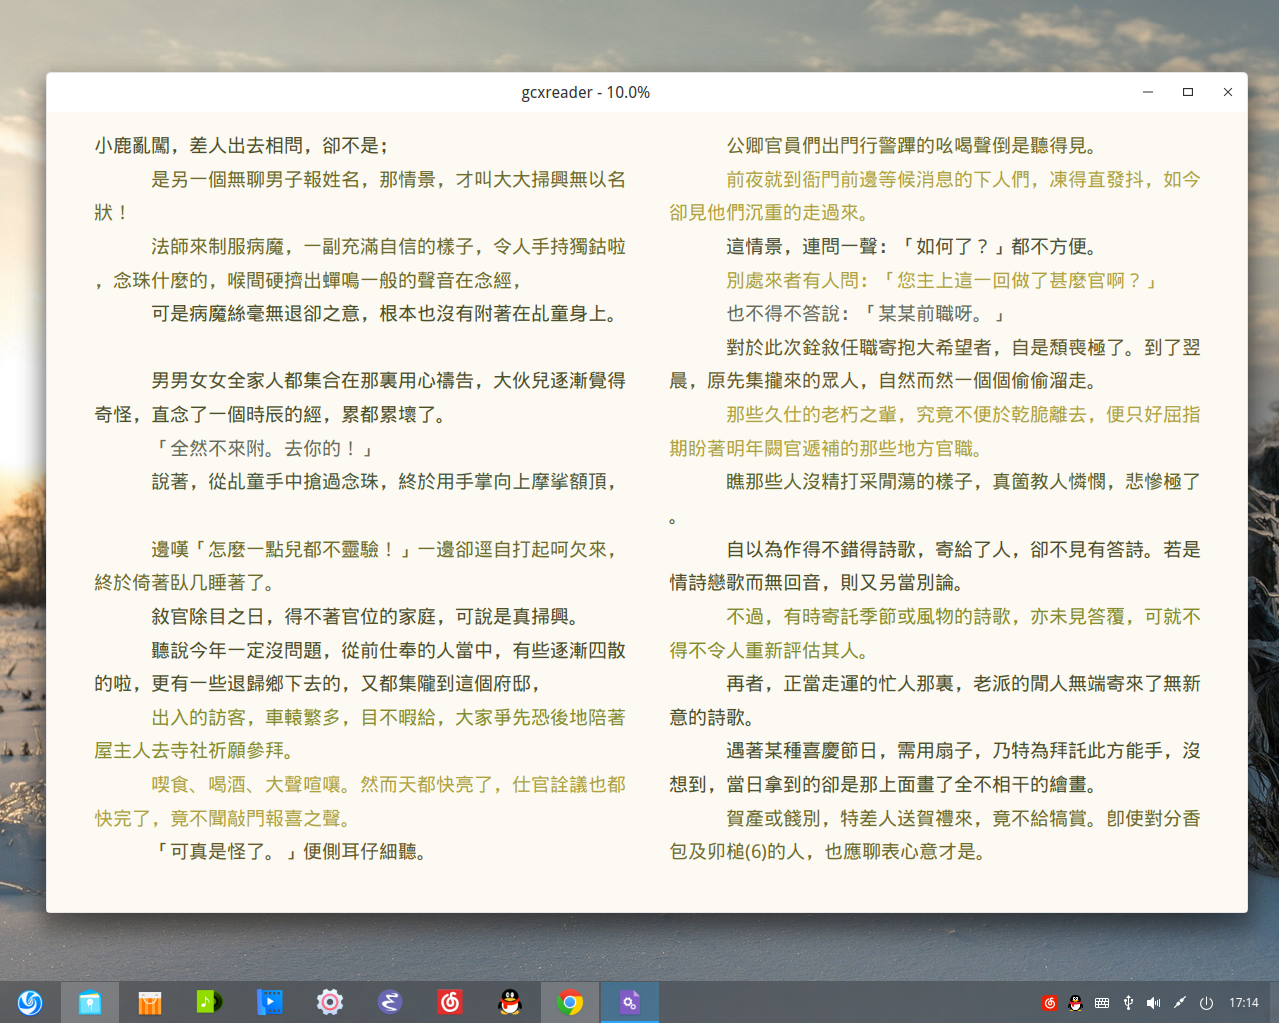 gcxreader - 10.0%
小鹿亂闖，差人出去相問，卻不是；
是另一個無聊男子報姓名，那情景，才叫大大掃興無以名
狀！
法師來制服病魔，一副充滿自信的樣子，令人手持獨鈷啦
，念珠什麼的，喉間硬擠出蟬鳴一般的聲音在念經，
可是病魔絲毫無退卻之意，根本也沒有附著在乩童身上。
男男女女全家人都集合在那裏用心禱告，大伙兒逐漸覺得
奇怪，直念了一個時辰的經，累都累壞了。
「全然不來附。去你的！」
說著，從乩童手中搶過念珠，終於用手掌向上摩挲額頂，
邊嘆「怎麼一點兒都不靈驗！」一邊卻逕自打起呵欠來，
終於倚著臥几睡著了。
敘官除目之日，得不著官位的家庭，可說是真掃興。
聽說今年一定沒問題，從前仕奉的人當中，有些逐漸四散
的啦，更有一些退歸鄉下去的，又都集隴到這個府邸，
出入的訪客，車轅繁多，目不暇給，大家爭先恐後地陪著
屋主人去寺社祈願參拜。
喫食、喝酒、大聲喧嚷。然而天都快亮了，仕官詮議也都
快完了，竟不聞敲門報喜之聲。
「可真是怪了。」便側耳仔細聽。
公卿官員們出門行警蹕的吆喝聲倒是聽得見。
前夜就到衙門前邊等候消息的下人們，凍得直發抖，如今
卻見他們沉重的走過來。
這情景，連問一聲：「如何了？」都不方便。
別處來者有人問：「您主上這一回做了甚麼官啊？」
也不得不答說：「某某前職呀。」
對於此次銓敘任職寄抱大希望者，自是頹喪極了。到了翌
晨，原先集攏來的眾人，自然而然一個個偷偷溜走。
那些久仕的老朽之輩，究竟不便於乾脆離去，便只好屈指
期盼著明年闕官遞補的那些地方官職。
瞧那些人沒精打采閒蕩的樣子，真箇教人憐憫，悲慘極了
。
自以為作得不錯得詩歌，寄給了人，卻不見有答詩。若是
情詩戀歌而無回音，則又另當別論。
不過，有時寄託季節或風物的詩歌，亦未見答覆，可就不
得不令人重新評估其人。
再者，正當走運的忙人那裏，老派的閒人無端寄來了無新
意的詩歌。
遇著某種喜慶節日，需用扇子，乃特為拜託此方能手，沒
想到，當日拿到的卻是那上面畫了全不相干的繪畫。
賀產或餞別，特差人送賀禮來，竟不給犒賞。卽使對分香
包及卯槌(6)的人，也應聊表心意才是。
17:14